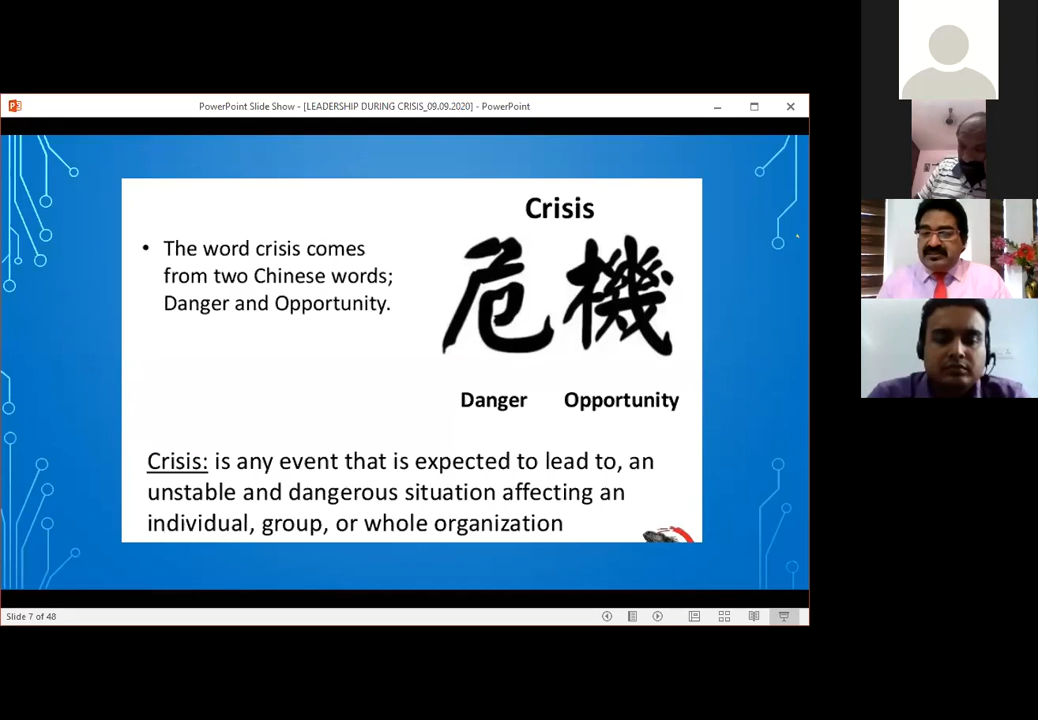 PowerPoint Slide Show - [LEADERSHIP DURING CRISIS_09.09.2020] - PowerPoint
Crisis
• The word crisis comes
from two Chinese words;
Danger and Opportunity.
危機
Danger Opportunity
Crisis: is any event that is expected to lead to, an
unstable and dangerous situation affecting an
individual, group, or whole organization
Slide 7 of 48